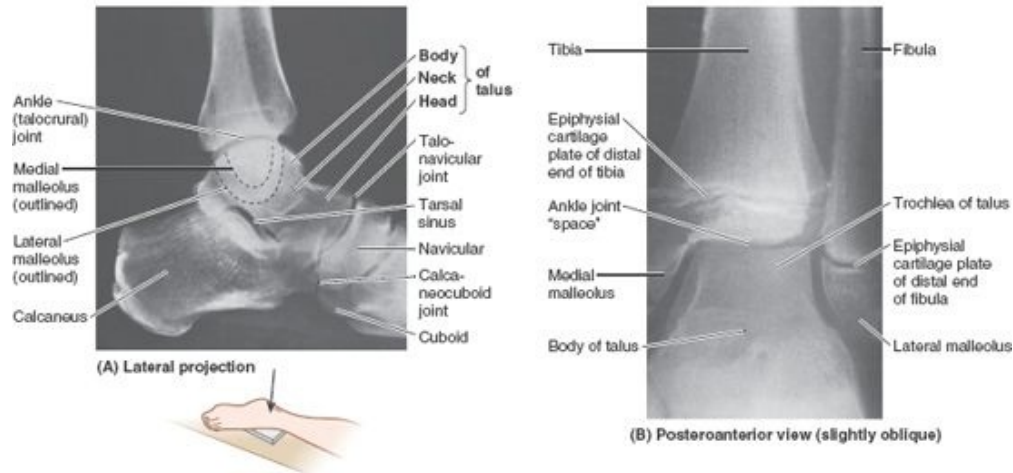 Body
Neck
Head
of
talus
Ankle
(talocrural)
joint
Medial
malleolus
(outlined)
Lateral
malleolus
(outlined)
Calcaneus
Talo-
navicular
joint
Tarsal
sinus
Navicular
Calca-
neocuboid
joint
Cuboid
(A) Lateral projection
Tibia
Fibula
Epiphysial
cartilage
plate of distal
end of tibia
Ankle joint
“space”
Medial
malleolus
Body of talus
Trochlea of talus
Epiphysial
cartilage plate
of distal end
of fibula
Lateral malleolus
(B) Posteroanterior view (slightly oblique)